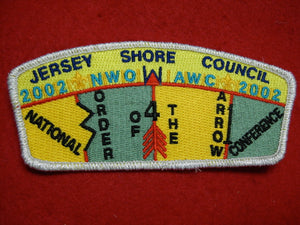 JERSEY SHORE COUNCIL
2002 NWO W AWC 2002
NATIONAL
ORDER
OF
4
THE
ARROW
CONFERENCE